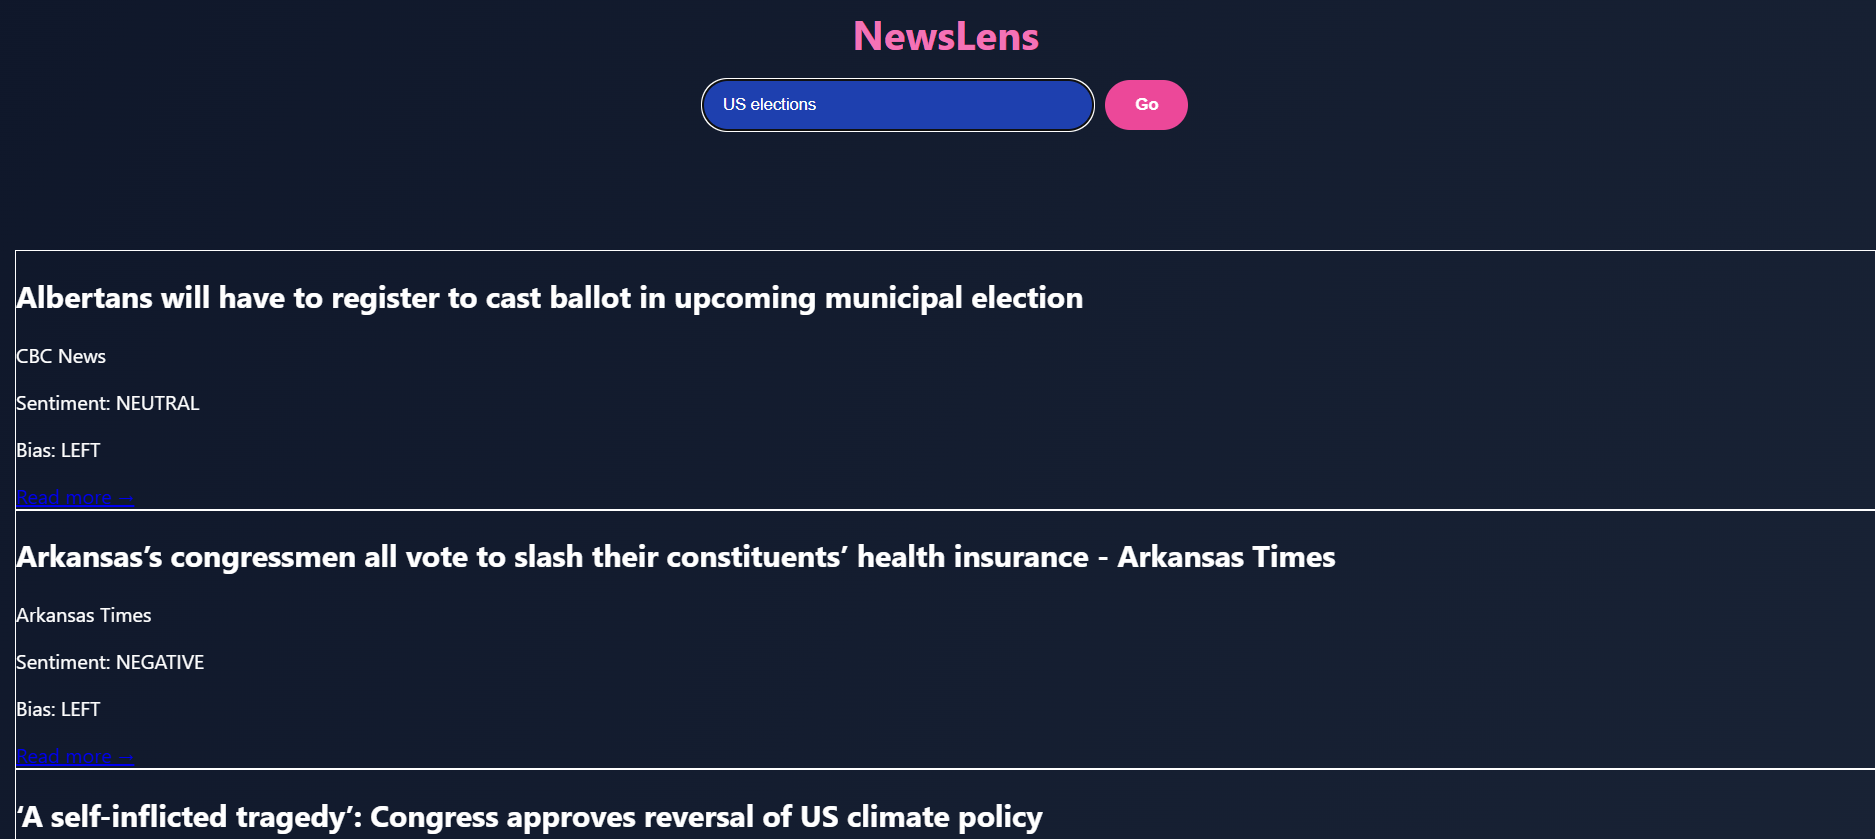 NewsLens
US elections
Go
Albertans will have to register to cast ballot in upcoming municipal election
CBC News
Sentiment: NEUTRAL
Bias: LEFT
Read more →
Arkansas’s congressmen all vote to slash their constituents’ health insurance - Arkansas Times
Arkansas Times
Sentiment: NEGATIVE
Bias: LEFT
Read more →
‘A self-inflicted tragedy’: Congress approves reversal of US climate policy